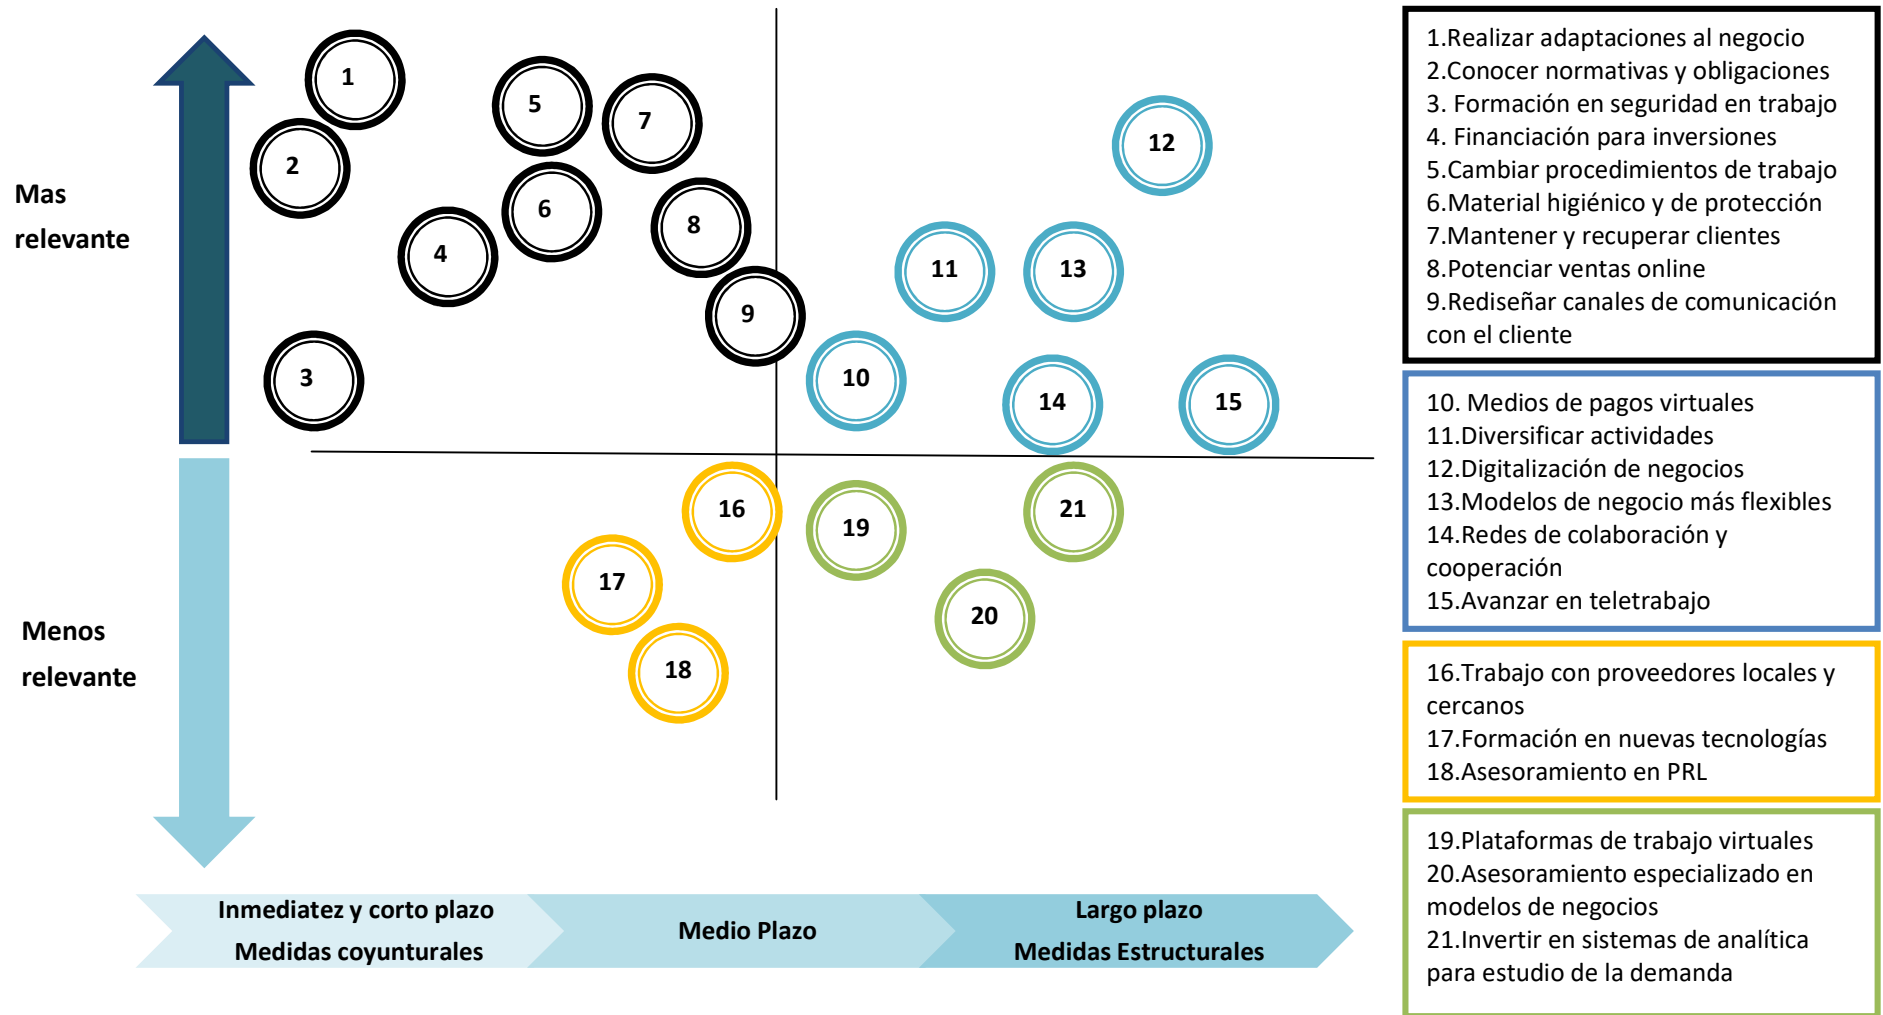 Mas
relevante
Menos
relevante
1
2
3
4
5
6
7
8
9
10
11
12
13
14
15
16
17
18
19
20
21
Inmediatez y corto plazo
Medidas coyunturales
Medio Plazo
Largo plazo
Medidas Estructurales
1.Realizar adaptaciones al negocio
2.Conocer normativas y obligaciones
3. Formación en seguridad en trabajo
4. Financiación para inversiones
5.Cambiar procedimientos de trabajo
6.Material higiénico y de protección
7.Mantener y recuperar clientes
8.Potenciar ventas online
9.Rediseñar canales de comunicación
con el cliente
10. Medios de pagos virtuales
11.Diversificar actividades
12.Digitalización de negocios
13.Modelos de negocio más flexibles
14.Redes de colaboración y
cooperación
15.Avanzar en teletrabajo
16.Trabajo con proveedores locales y
cercanos
17.Formación en nuevas tecnologías
18.Asesoramiento en PRL
19.Plataformas de trabajo virtuales
20.Asesoramiento especializado en
modelos de negocios
21.Invertir en sistemas de analítica
para estudio de la demanda